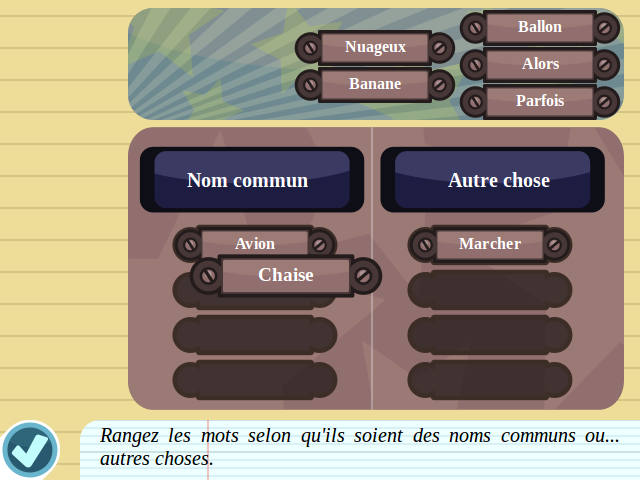 Ballon
Nuageux
Alors
Banane
Parfois
Nom commun
Autre chose
Avion
Marcher
Chaise
Rangez les mots selon qu'ils soient des noms communs ou...
autres choses.